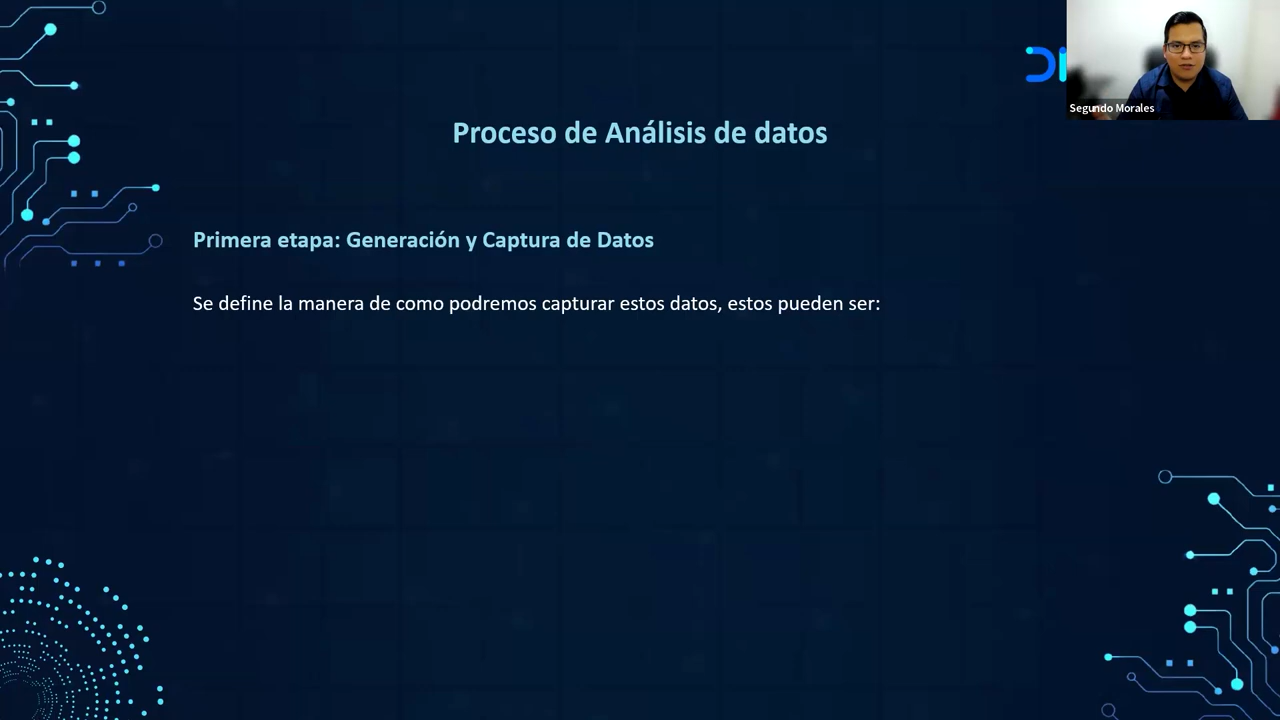 Segundo Morales
Proceso de Análisis de datos
Primera etapa: Generación y Captura de Datos
Se define la manera de como podremos capturar estos datos, estos pueden ser: